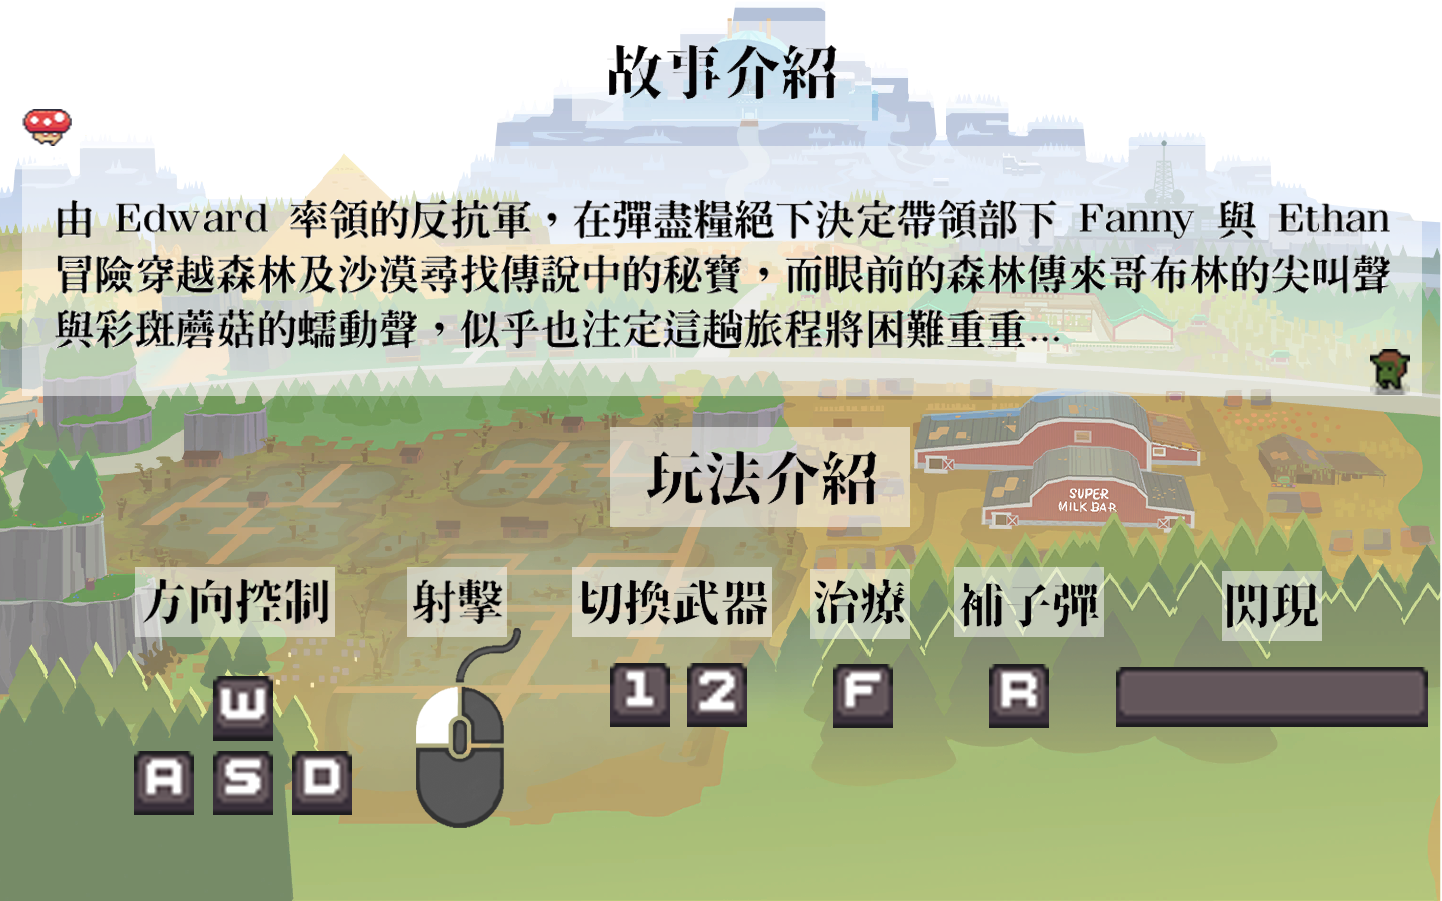 故事介紹
由 Edward 率領的反抗軍，在彈盡糧絕下決定帶領部下 Fanny 與 Ethan
冒險穿越森林及沙漠尋找傳說中的秘寶，而眼前的森林傳來哥布林的尖叫聲
與彩斑蘑菇的蠕動聲，似乎也注定這趟旅程將困難重重...
玩法介紹
SUPER
MILK BAR
方向控制 射擊 切換武器 治療 補子彈 閃現
W 1 2 F R
A S D